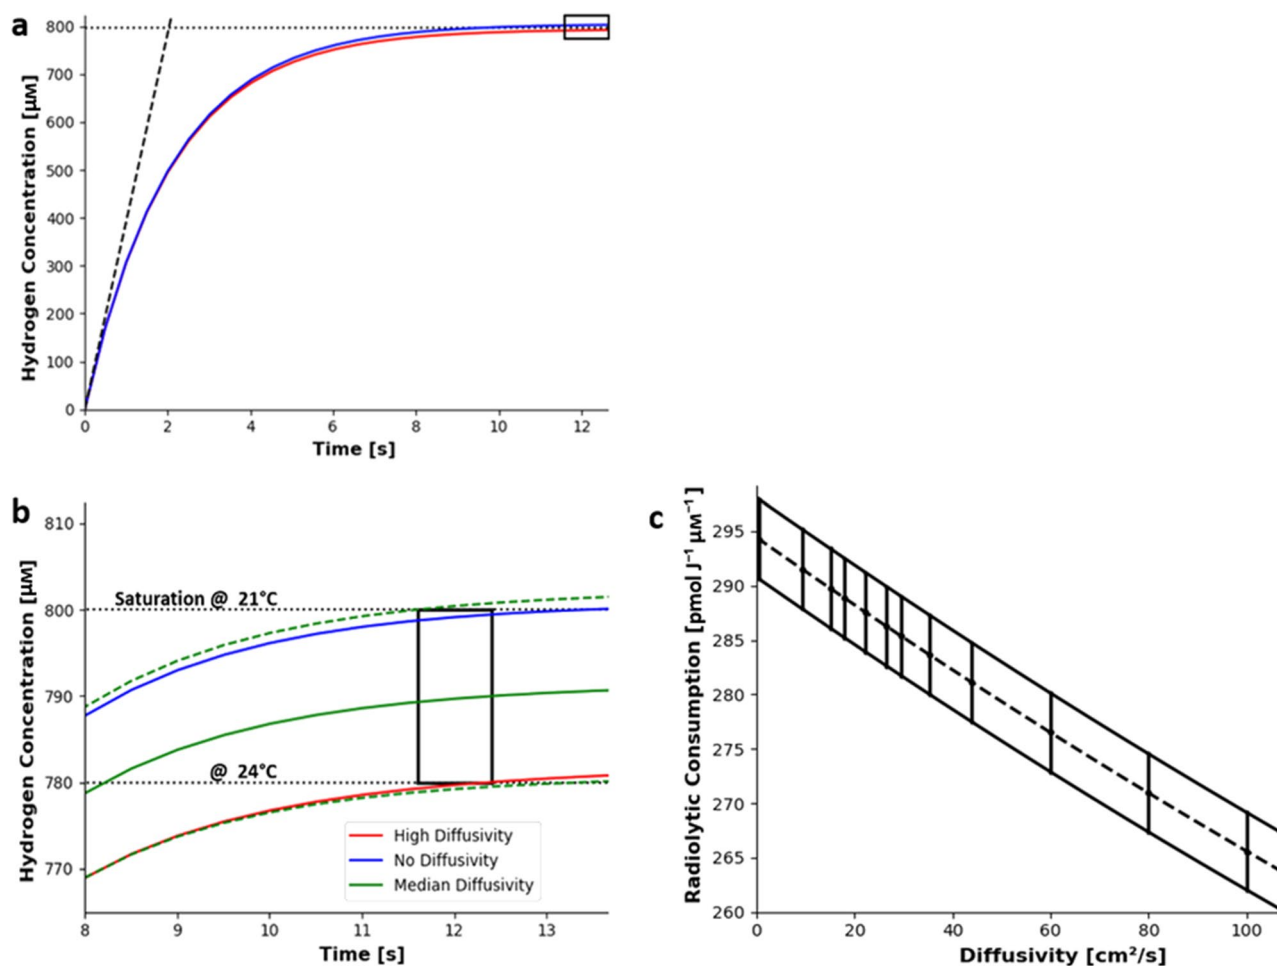 a
800
700
600
500
400
300
200
100
0
Hydrogen Concentration [µM]
0 2 4 6 8 10 12
Time [s]
b
810
800
790
780
770
Hydrogen Concentration [µM]
Saturation @ 21°C
@ 24°C
High Diffusivity
No Diffusivity
Median Diffusivity
8 9 10 11 12 13
Time [s]
c
295
290
285
280
275
270
265
260
Radiolytic Consumption [pmol J⁻¹ µM⁻¹]
0 20 40 60 80 100
Diffusivity [cm²/s]